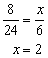 8/24 = x/6
x = 2